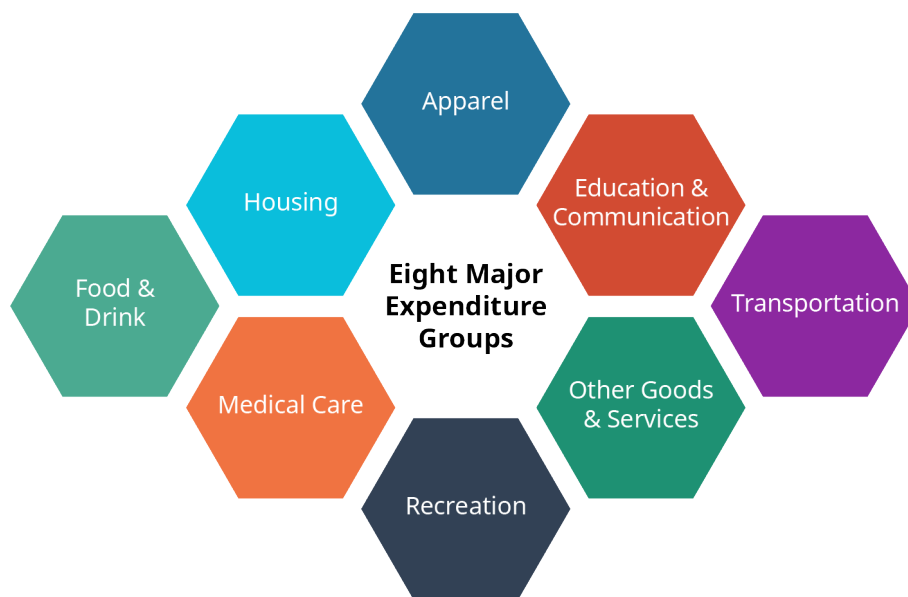 Apparel
Housing
Education &
Communication
Food &
Drink
Eight Major
Expenditure
Groups
Transportation
Medical Care
Other Goods
& Services
Recreation